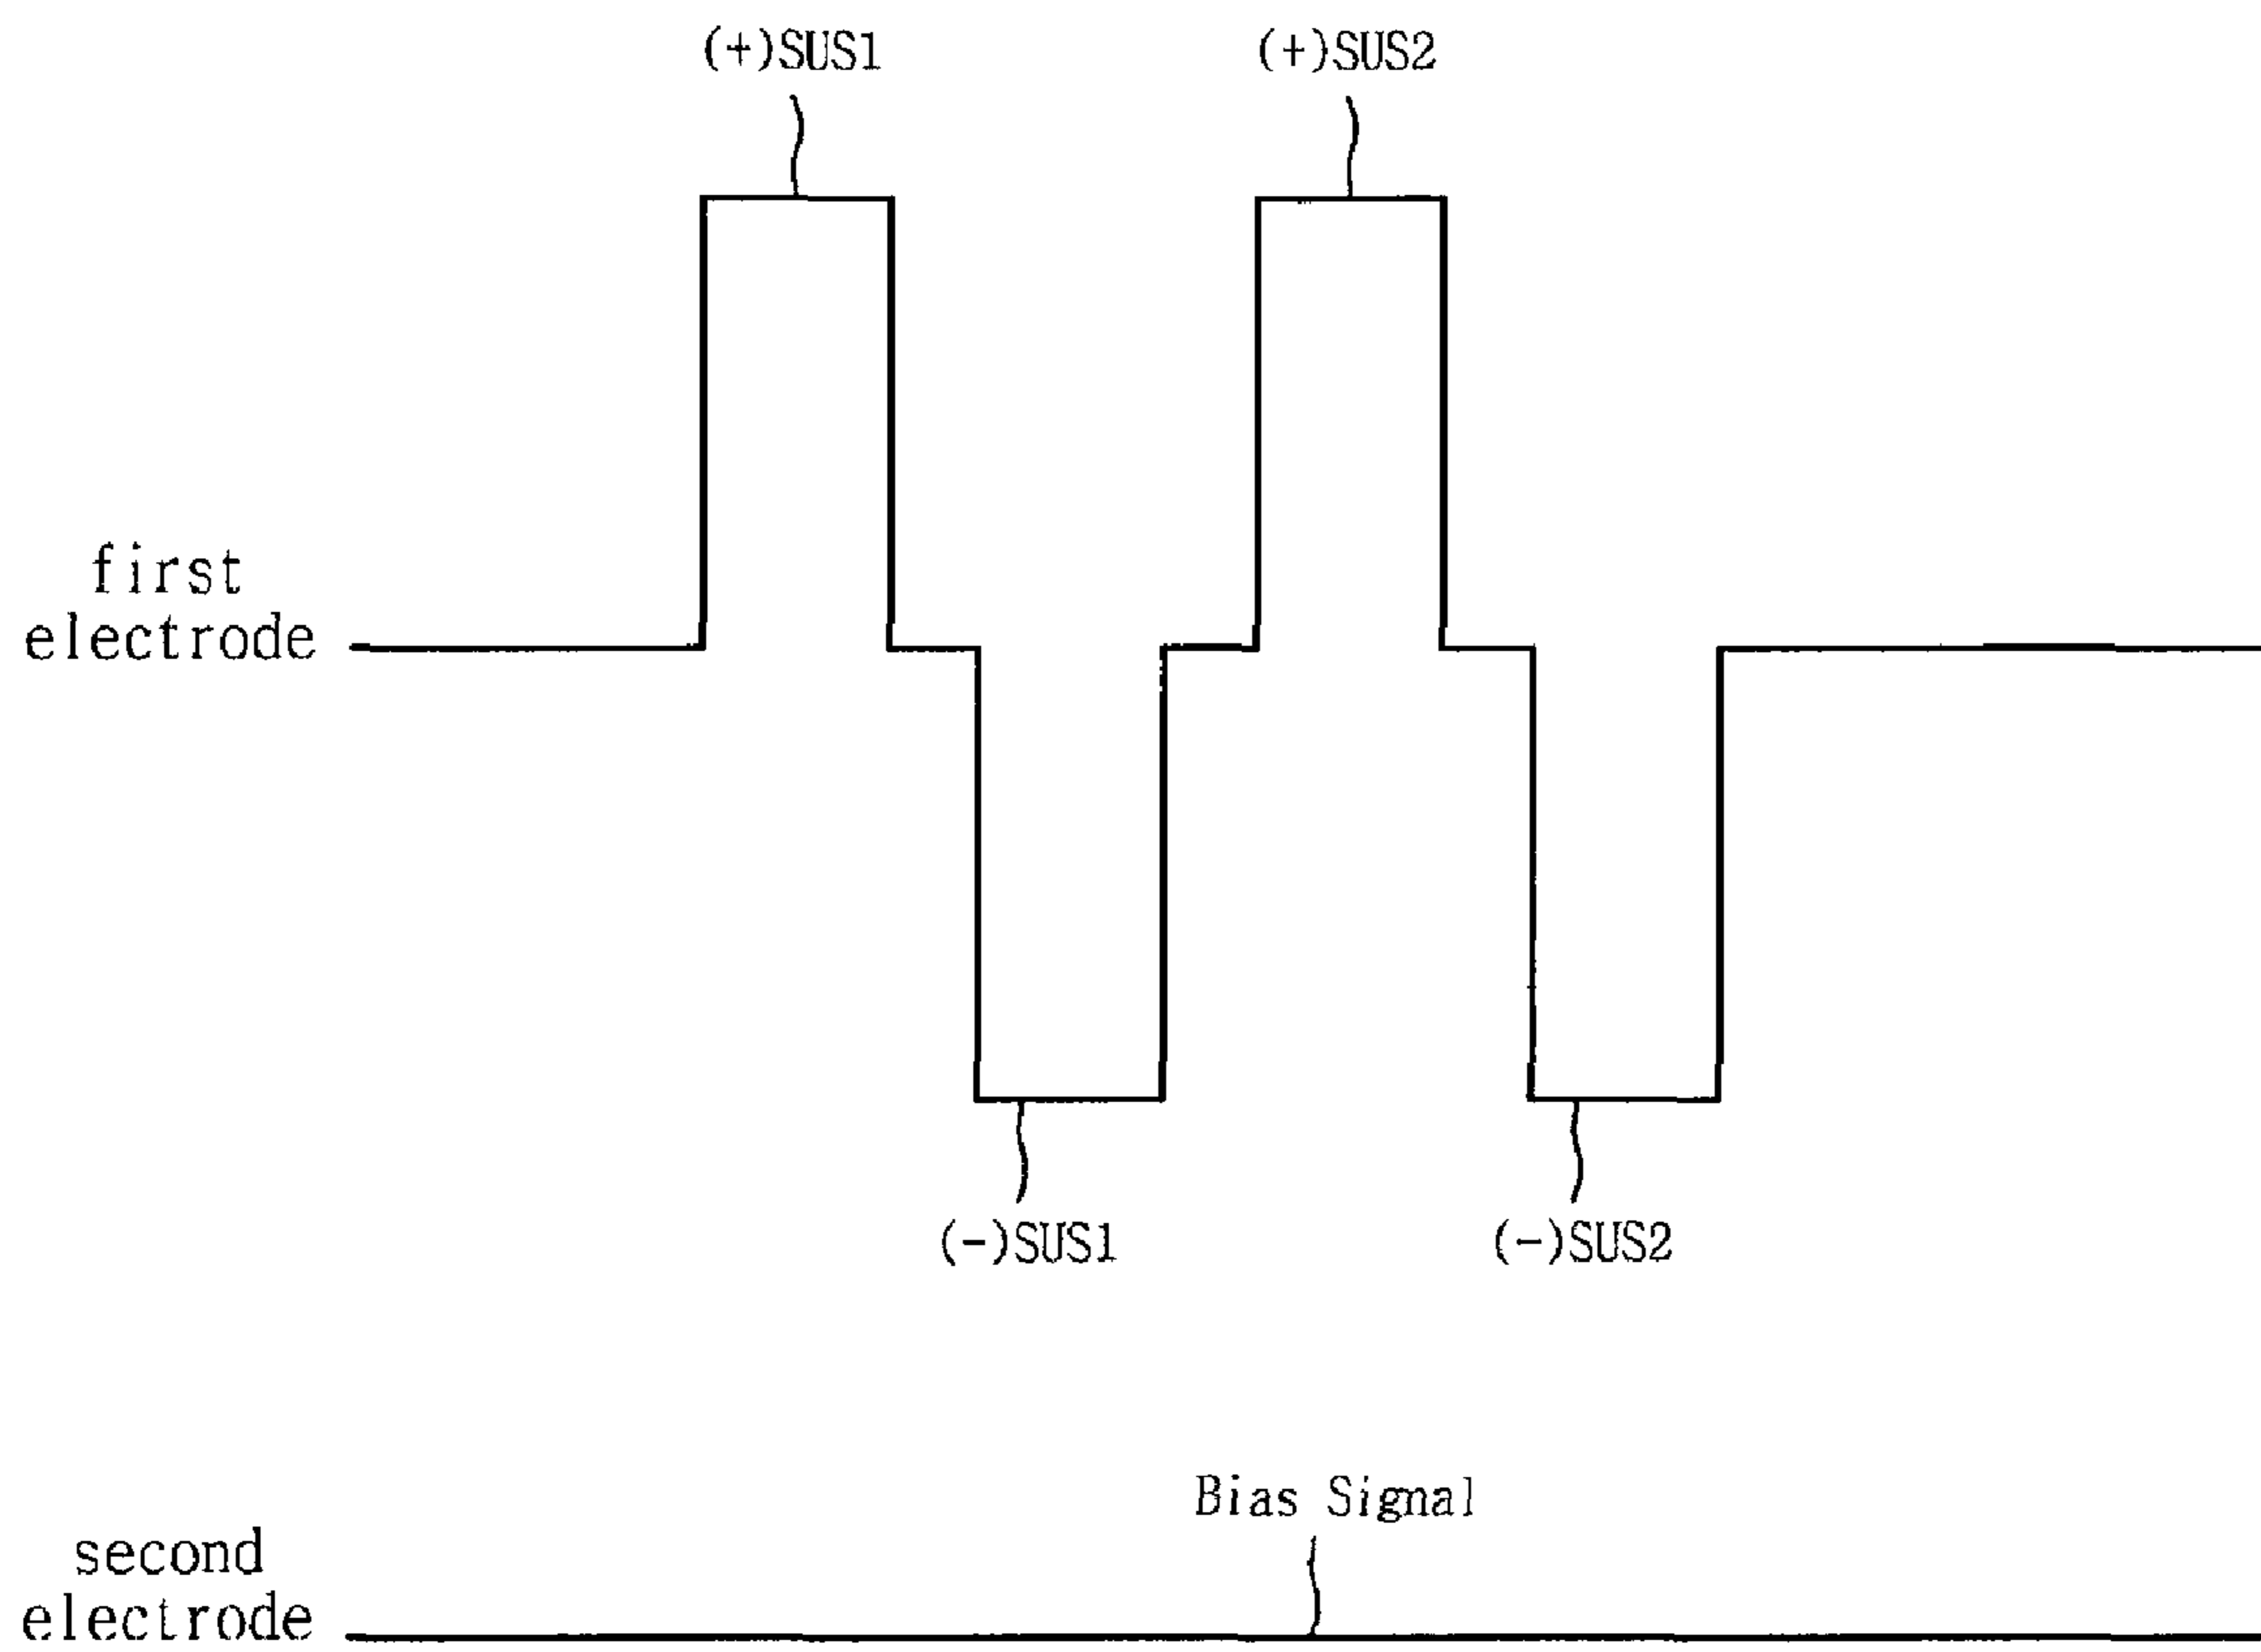 (+)SUS1
(+)SUS2
first
electrode
(-)SUS1
(-)SUS2
Bias Signal
second
electrode